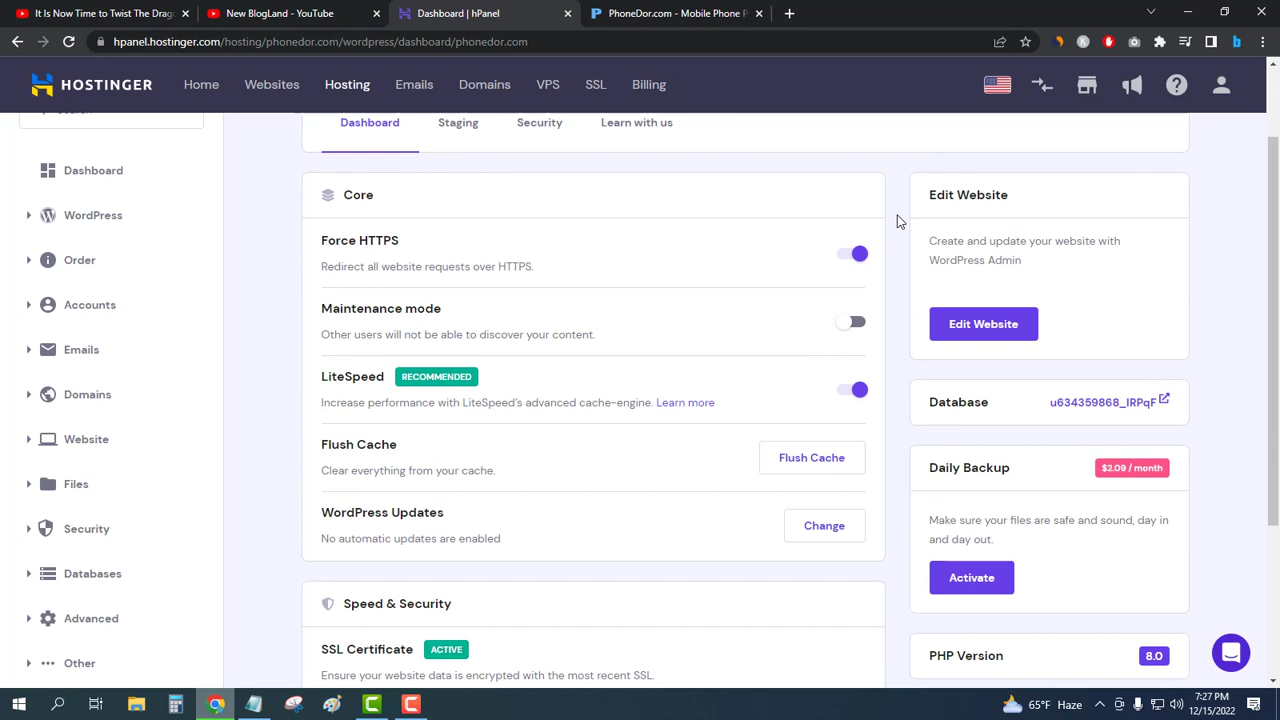 It Is Now to Twist The Drag
New BlogLand - YouTube
Dashboard | hPanel
PhoneDor.com - Mobile Phone P
hpanel.hostinger.com/hosting/phonedor.com/wordpress/dashboard/phonedor.com
HOSTINGER
Home
Websites
Hosting
Emails
Domains
VPS
SSL
Billing
Dashboard
Staging
Security
Learn with us
Dashboard
WordPress
Order
Accounts
Emails
Domains
Website
Files
Security
Databases
Advanced
Other
Core
Force HTTPS
Redirect all website requests over HTTPS.
Maintenance mode
Other users will not be able to discover your content.
LiteSpeed RECOMMENDED
Increase performance with LiteSpeed's advanced cache-engine. Learn more
Flush Cache
Clear everything from your cache.
Flush Cache
WordPress Updates
No automatic updates are enabled
Change
Speed & Security
SSL Certificate ACTIVE
Ensure your website data is encrypted with the most recent SSL.
Edit Website
Create and update your website with
WordPress Admin
Edit Website
Database
u634359868_IRPqF
Daily Backup
$2.09 / month
Make sure your files are safe and sound, day in
and day out.
Activate
PHP Version
8.0
65°F Haze
7:27 PM
12/15/2022